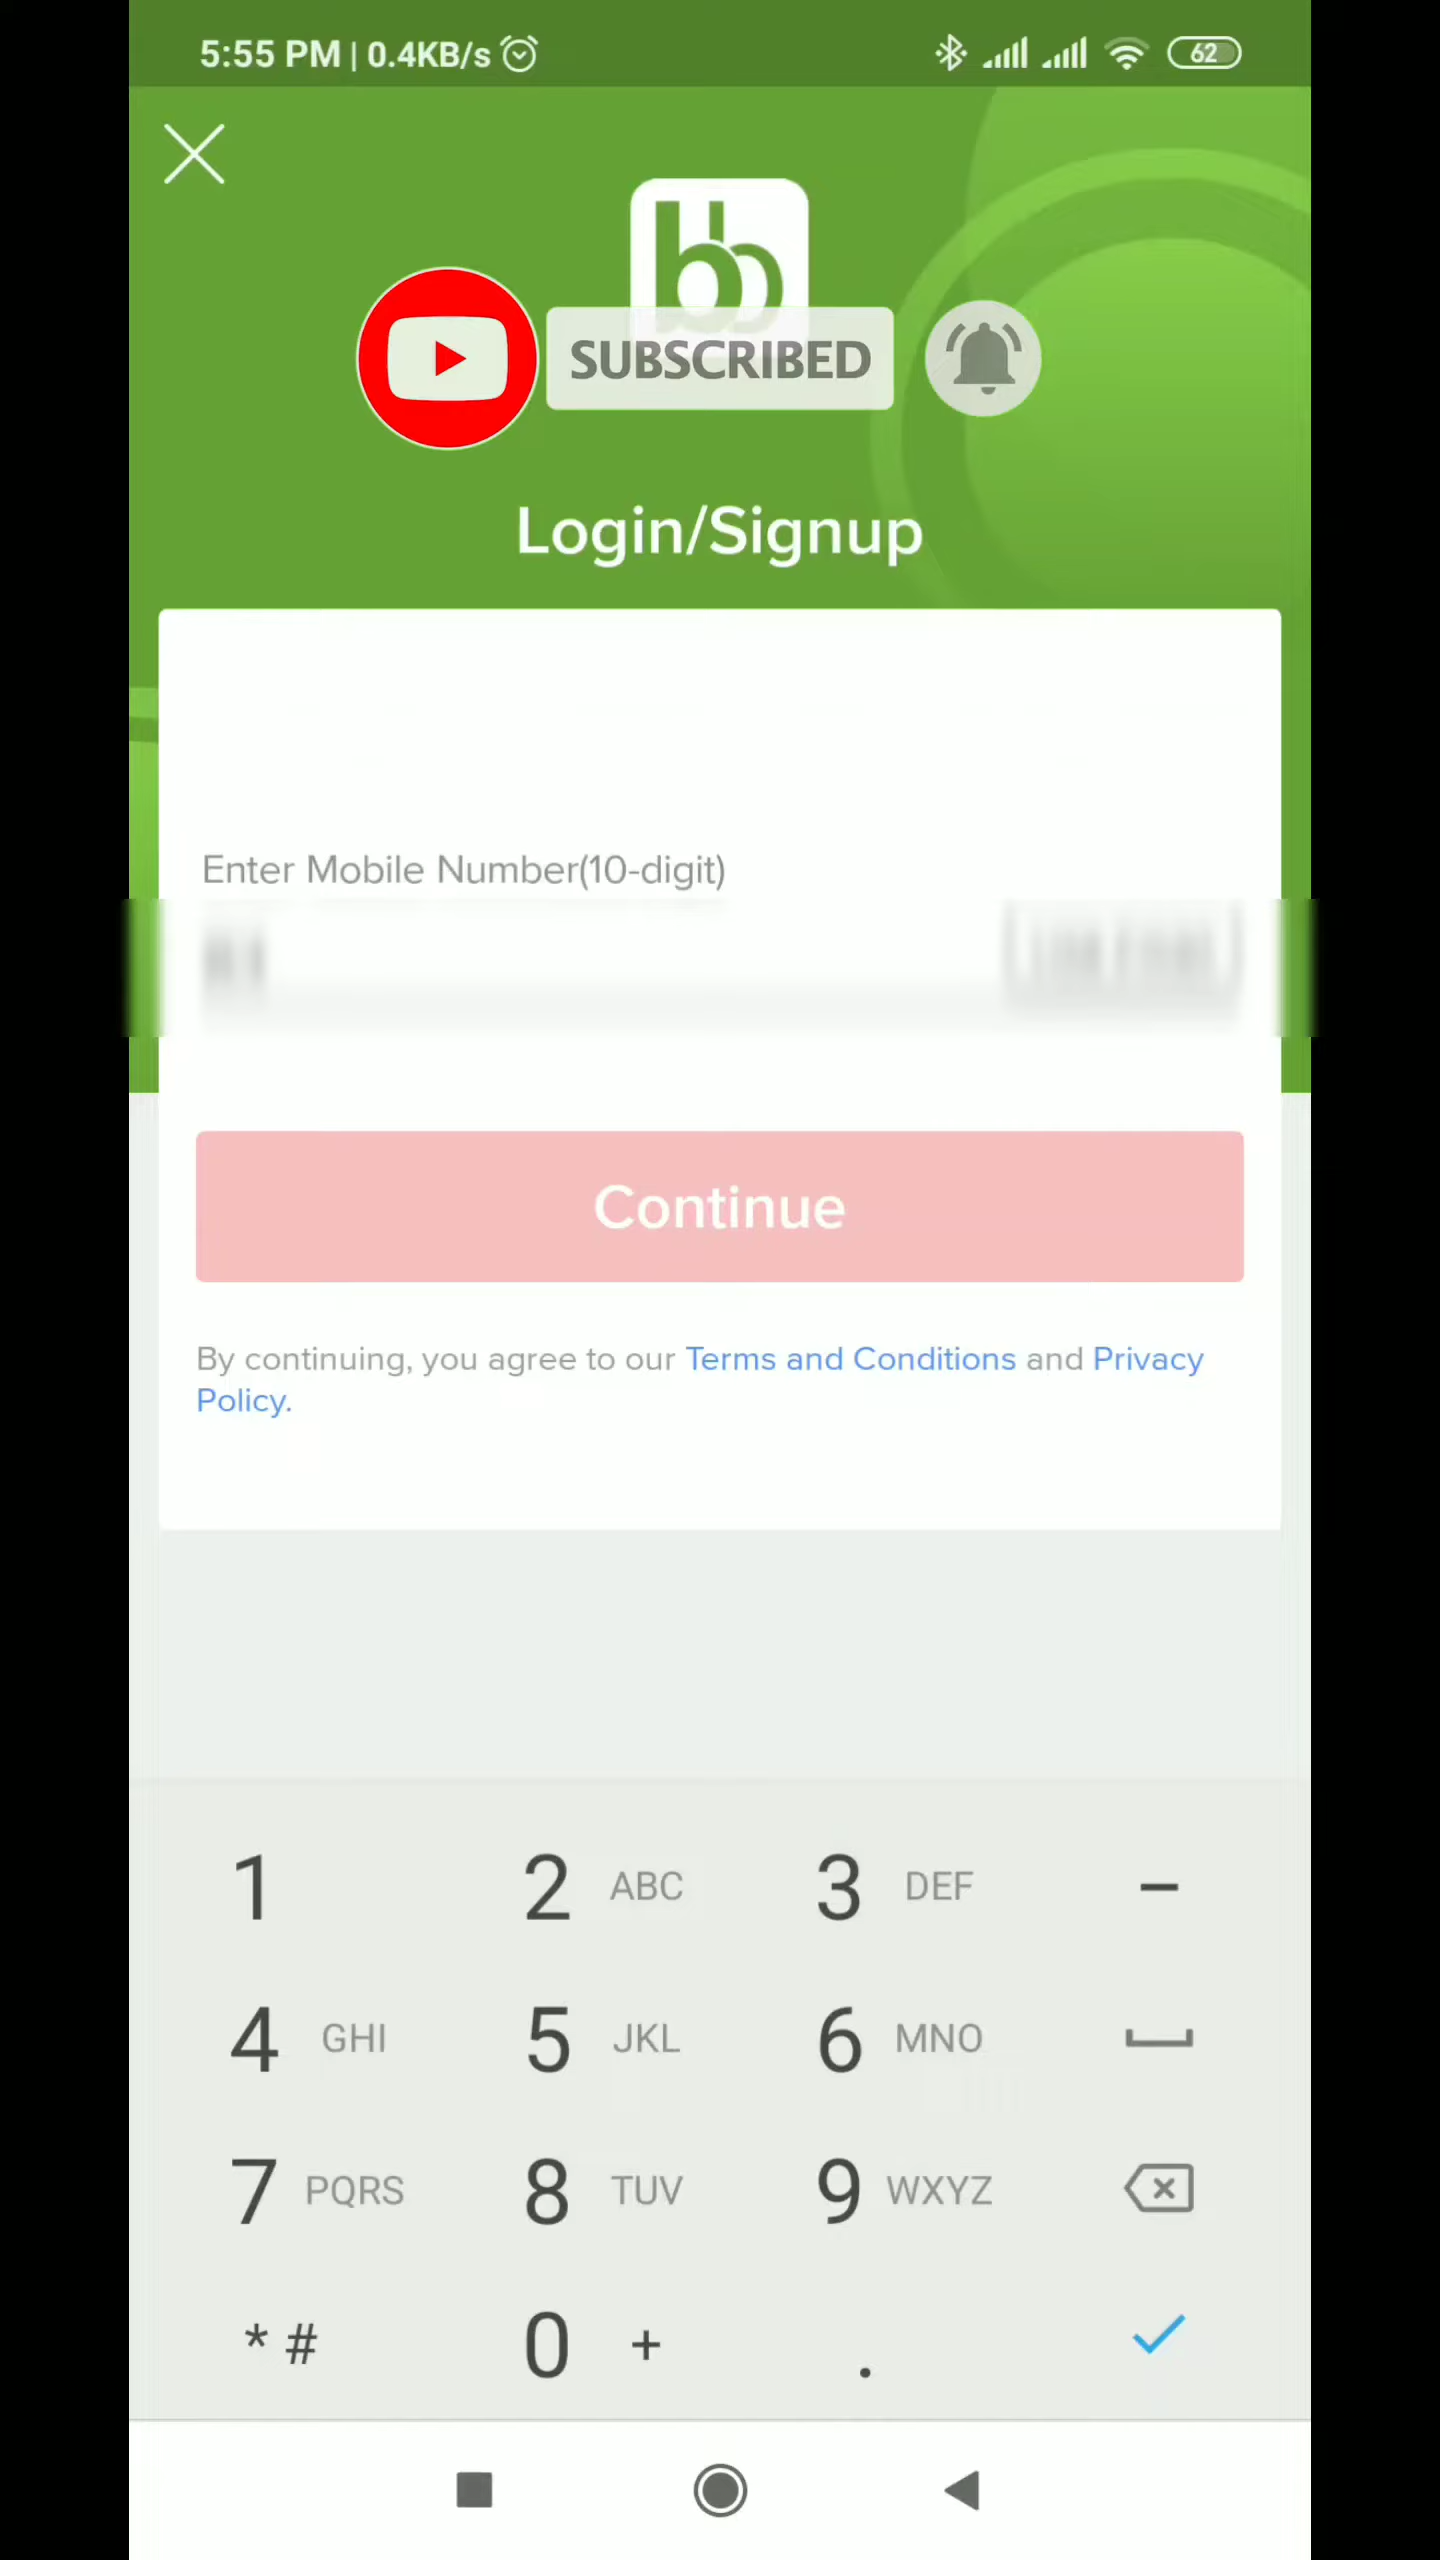 5:55 PM | 0.4KB/s 62
bb
SUBSCRIBED
Login/Signup
Enter Mobile Number(10-digit)
Continue
By continuing, you agree to our Terms and Conditions and Privacy
Policy.
1 2 ABC 3 DEF -
4 GHI 5 JKL 6 MNO
7 PQRS 8 TUV 9 WXYZ
* # 0 + .